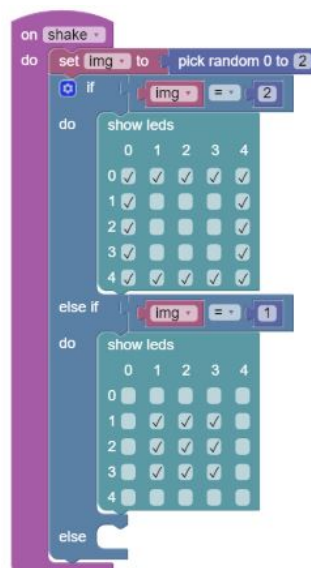 on shake
do set img to pick random 0 to 2
if img = 2
do show leds
0 1 2 3 4
0
1
2
3
4
else if img = 1
do show leds
0 1 2 3 4
0
1
2
3
4
else